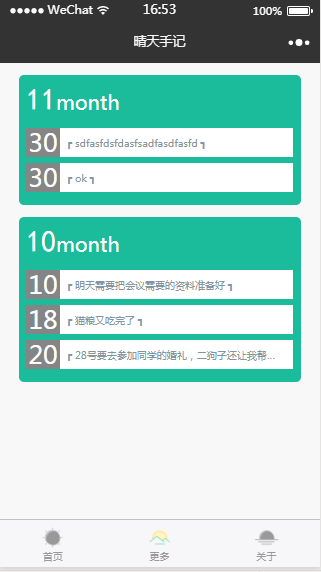 ●●●●● WeChat 16:53 100%
晴天手记
11month
30 ┏ sdfasfdsfdasfsadfasdfasfd ┓
30 ┏ ok ┓
10month
10 ┏ 明天需要把会议需要的资料准备好 ┓
18 ┏ 猫粮又吃完了 ┓
20 ┏ 28号要去参加同学的婚礼，二狗子还让我帮...
首页 更多 关于